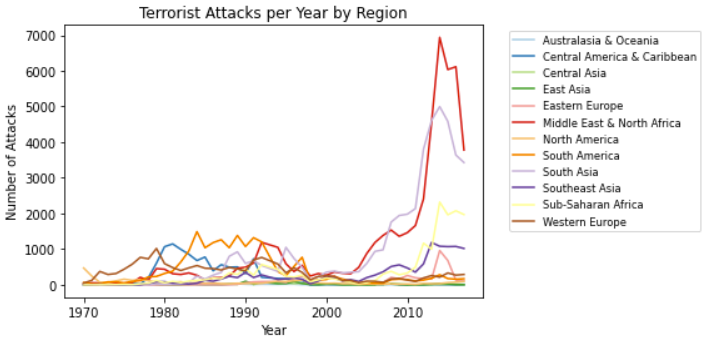 Terrorist Attacks per Year by Region
Number of Attacks
7000
6000
5000
4000
3000
2000
1000
0
1970
1980
1990
2000
2010
Year
Australasia & Oceania
Central America & Caribbean
Central Asia
East Asia
Eastern Europe
Middle East & North Africa
North America
South America
South Asia
Southeast Asia
Sub-Saharan Africa
Western Europe